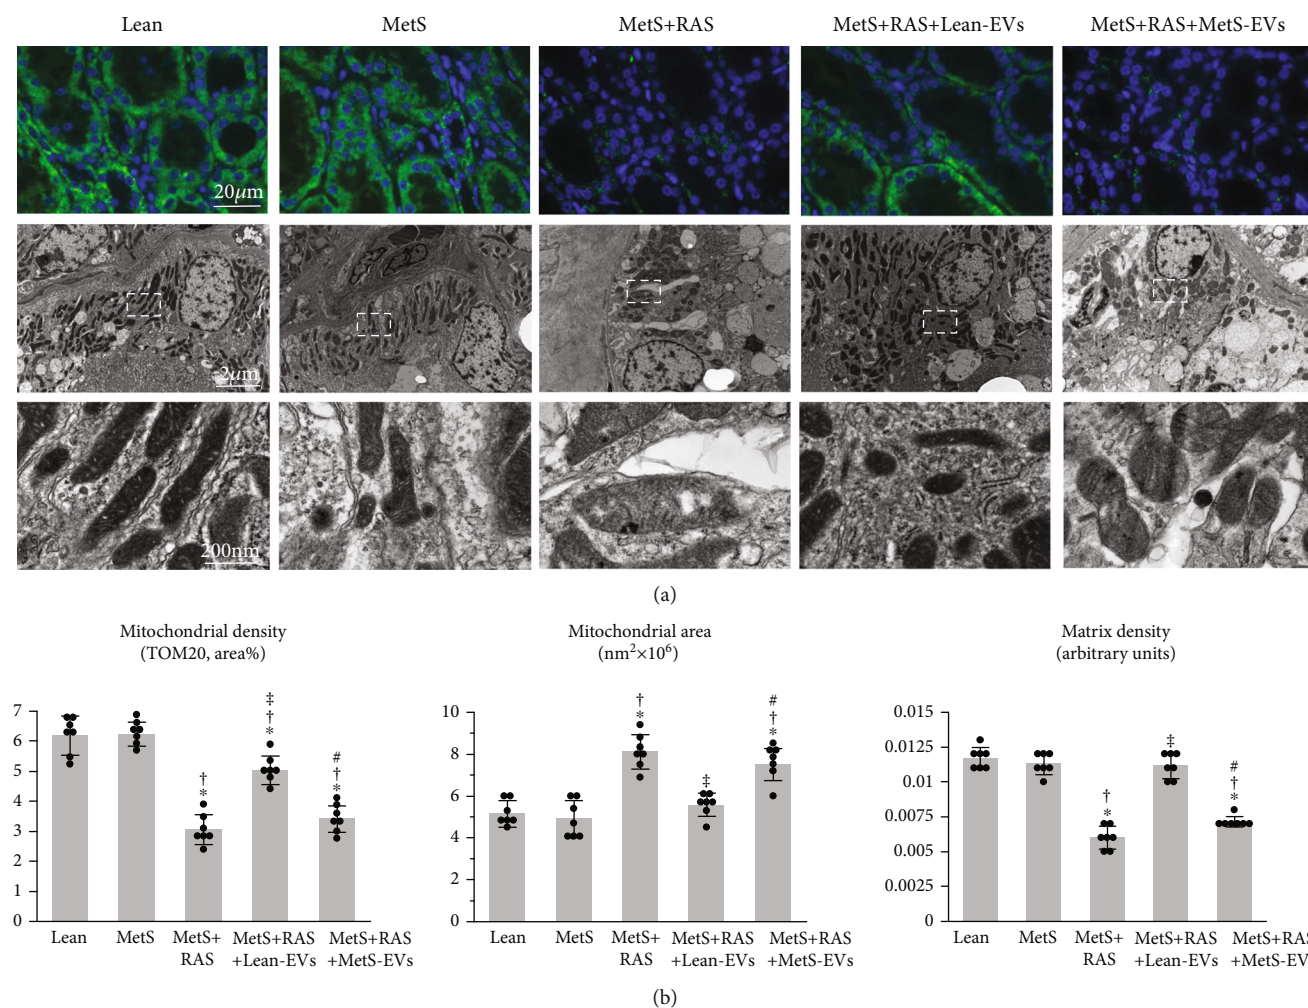 Lean
MetS
MetS+RAS
MetS+RAS+Lean-EVs
MetS+RAS+MetS-EVs
20μm
2μm
200nm
(a)
Mitochondrial density
(TOM20, area%)
7
6
5
4
3
2
1
0
†
*
‡
†
*
#
†
*
Lean
MetS
MetS+
RAS
MetS+RAS
+Lean-EVs
MetS+RAS
+MetS-EVs
Mitochondrial area
(nm²×10⁶)
10
8
6
4
2
0
†
*
‡
#
†
*
Lean
MetS
MetS+
RAS
MetS+RAS
+Lean-EVs
MetS+RAS
+MetS-EVs
Matrix density
(arbitrary units)
0.015
0.0125
0.01
0.0075
0.005
0.0025
0
†
*
‡
#
†
*
Lean
MetS
MetS+
RAS
MetS+RAS
+Lean-EVs
MetS+RAS
+MetS-EV
(b)